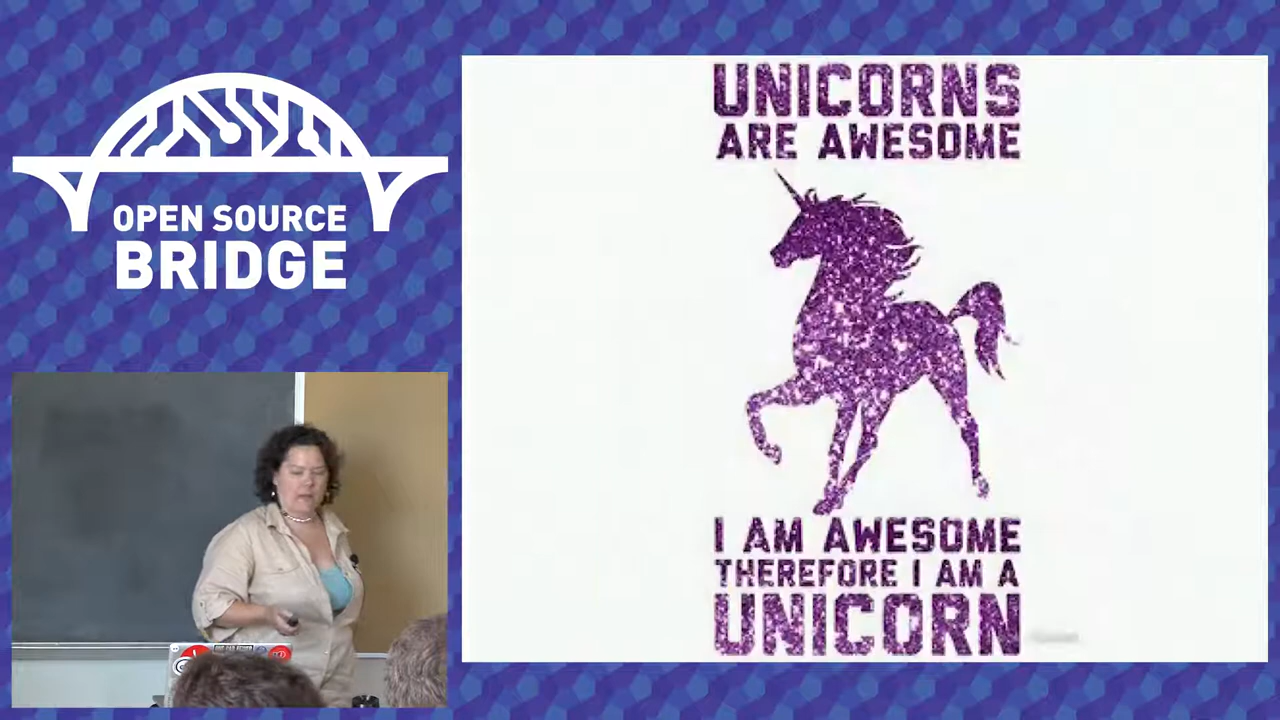 OPEN SOURCE
BRIDGE
UNICORNS
ARE AWESOME
I AM AWESOME
THEREFORE I AM A
UNICORN